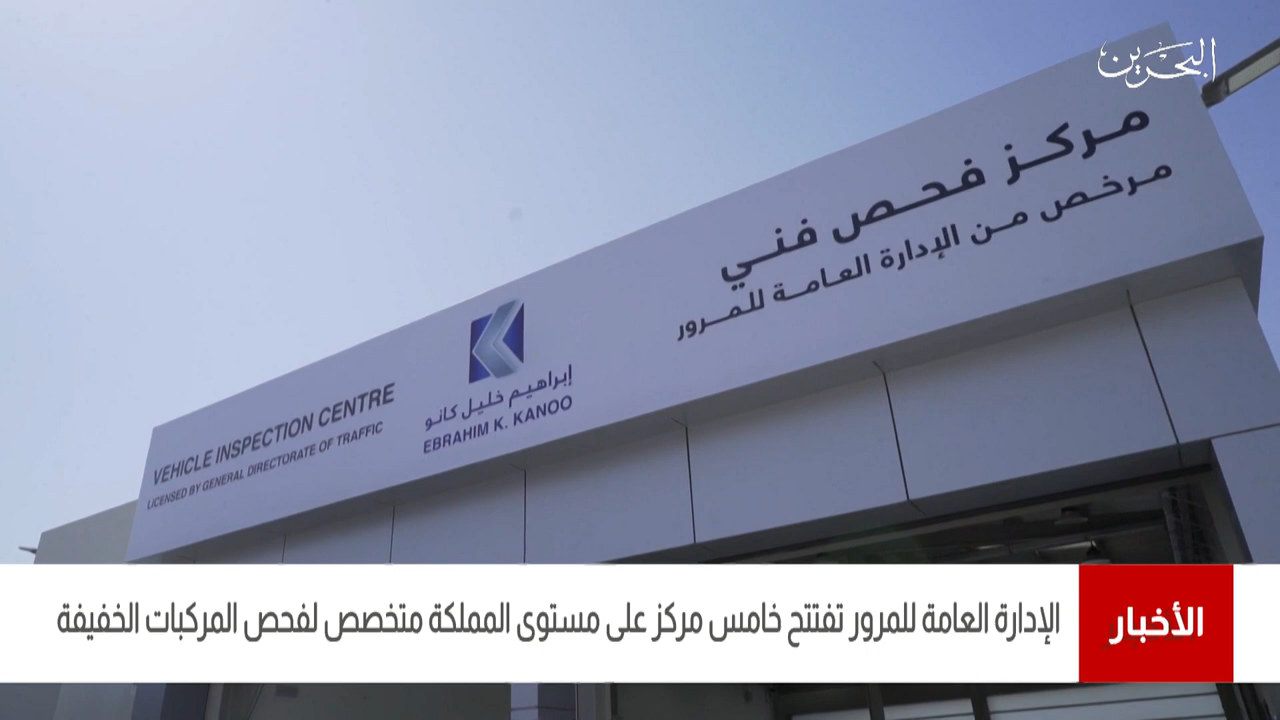 البحرين
مركز فحص فني
مرخص من الإدارة العامة للمرور
إبراهيم خليل كانو
EBRAHIM K. KANOO
VEHICLE INSPECTION CENTRE
LICENSED BY GENERAL DIRECTORATE OF TRAFFIC
الأخبار
الإدارة العامة للمرور تفتتح خامس مركز على مستوى المملكة متخصص لفحص المركبات الخفيفة